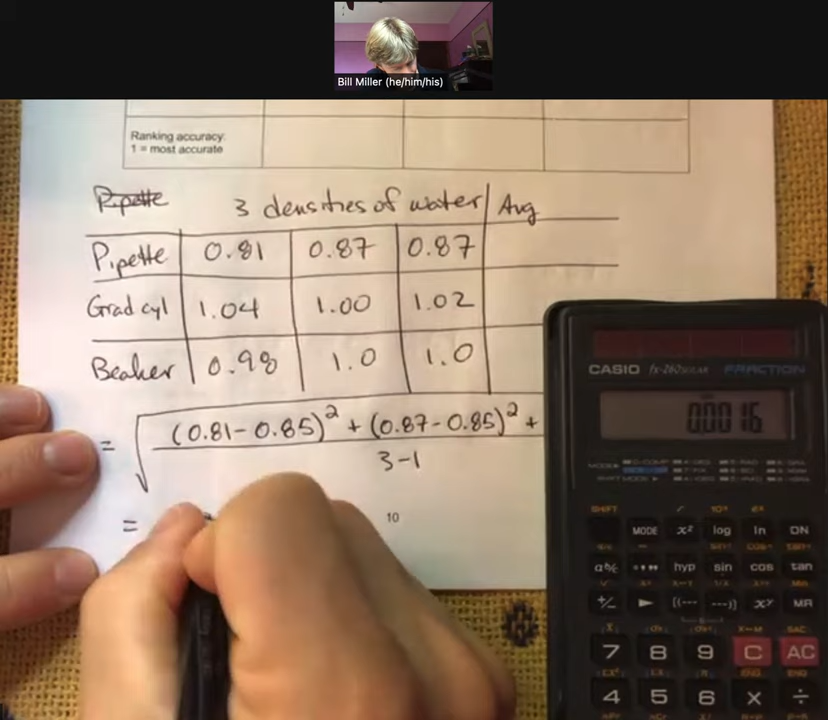 Bill Miller (he/him/his)
Ranking accuracy:
1 = most accurate
Pipette 3 densities of water Avg
Pipette 0.81 0.87 0.87
Grad cyl 1.04 1.00 1.02
Beaker 0.98 1.0 1.0
= √ (0.81-0.85)² + (0.87-0.85)² +
3-1
=
10
CASIO fx-260SOLAR FRACTION
0.0016
SHIFT
MODE x² log ln ON
a b/c hyp sin cos tan
+/- ► [(--- ---)] xʸ MR
7 8 9 C AC
4 5 6 × ÷